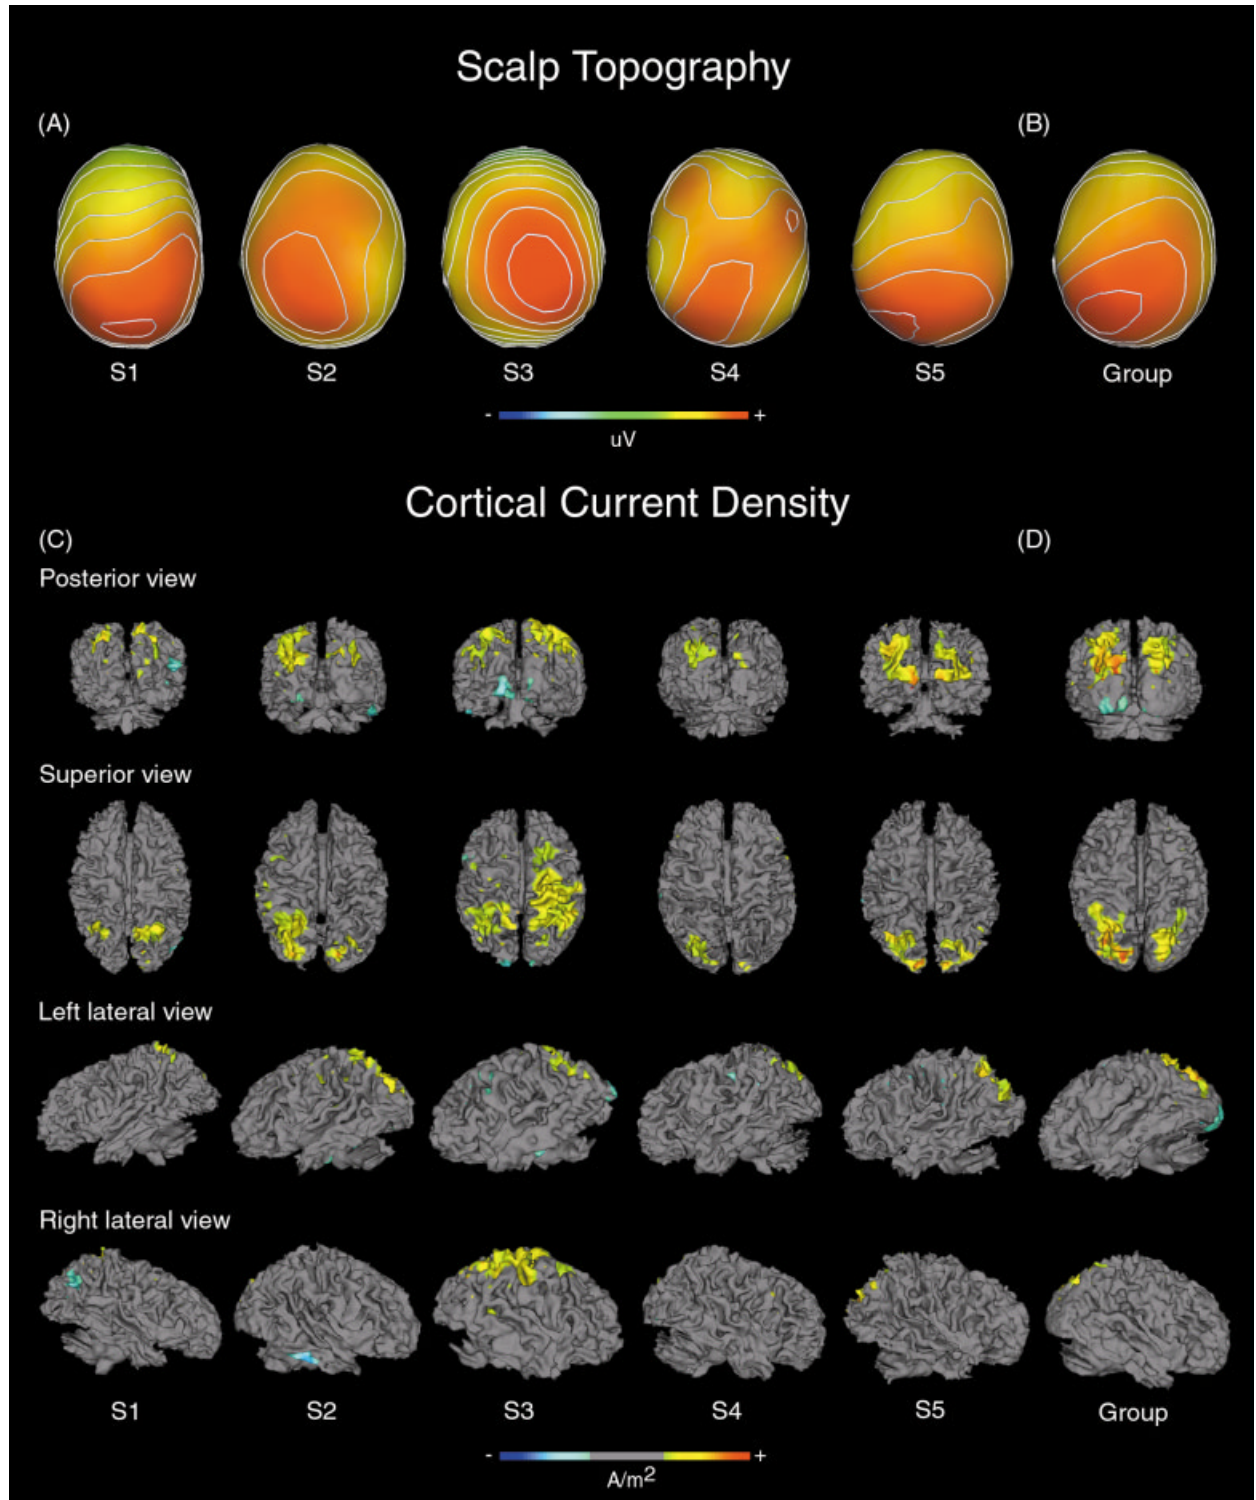 Scalp Topography
(A) (B)
S1 S2 S3 S4 S5 Group
- +
uV
Cortical Current Density
(C) (D)
Posterior view
Superior view
Left lateral view
Right lateral view
S1 S2 S3 S4 S5 Group
- +
A/m²